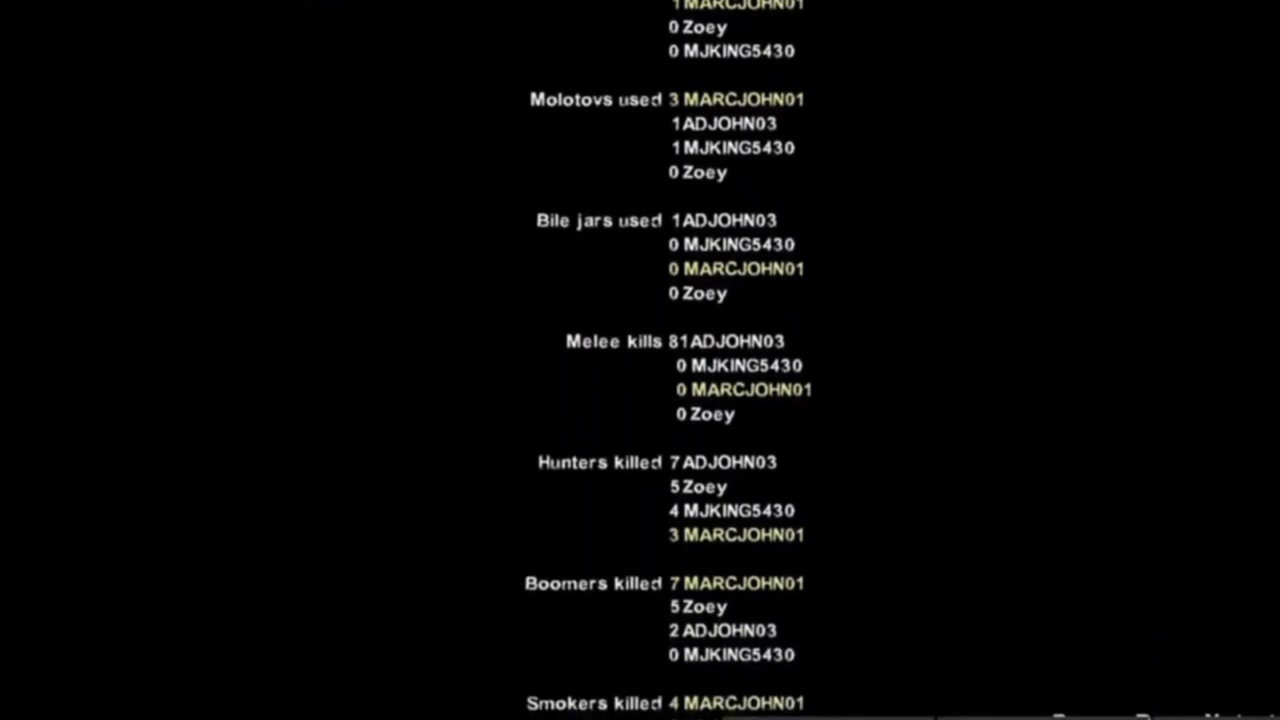 1 MARCJOHN01
0 Zoey
0 MJKING5430
Molotovs used 3 MARCJOHN01
1 ADJOHN03
1 MJKING5430
0 Zoey
Bile jars used 1 ADJOHN03
0 MJKING5430
0 MARCJOHN01
0 Zoey
Melee kills 81 ADJOHN03
0 MJKING5430
0 MARCJOHN01
0 Zoey
Hunters killed 7 ADJOHN03
5 Zoey
4 MJKING5430
3 MARCJOHN01
Boomers killed 7 MARCJOHN01
5 Zoey
2 ADJOHN03
0 MJKING5430
Smokers killed 4 MARCJOHN01